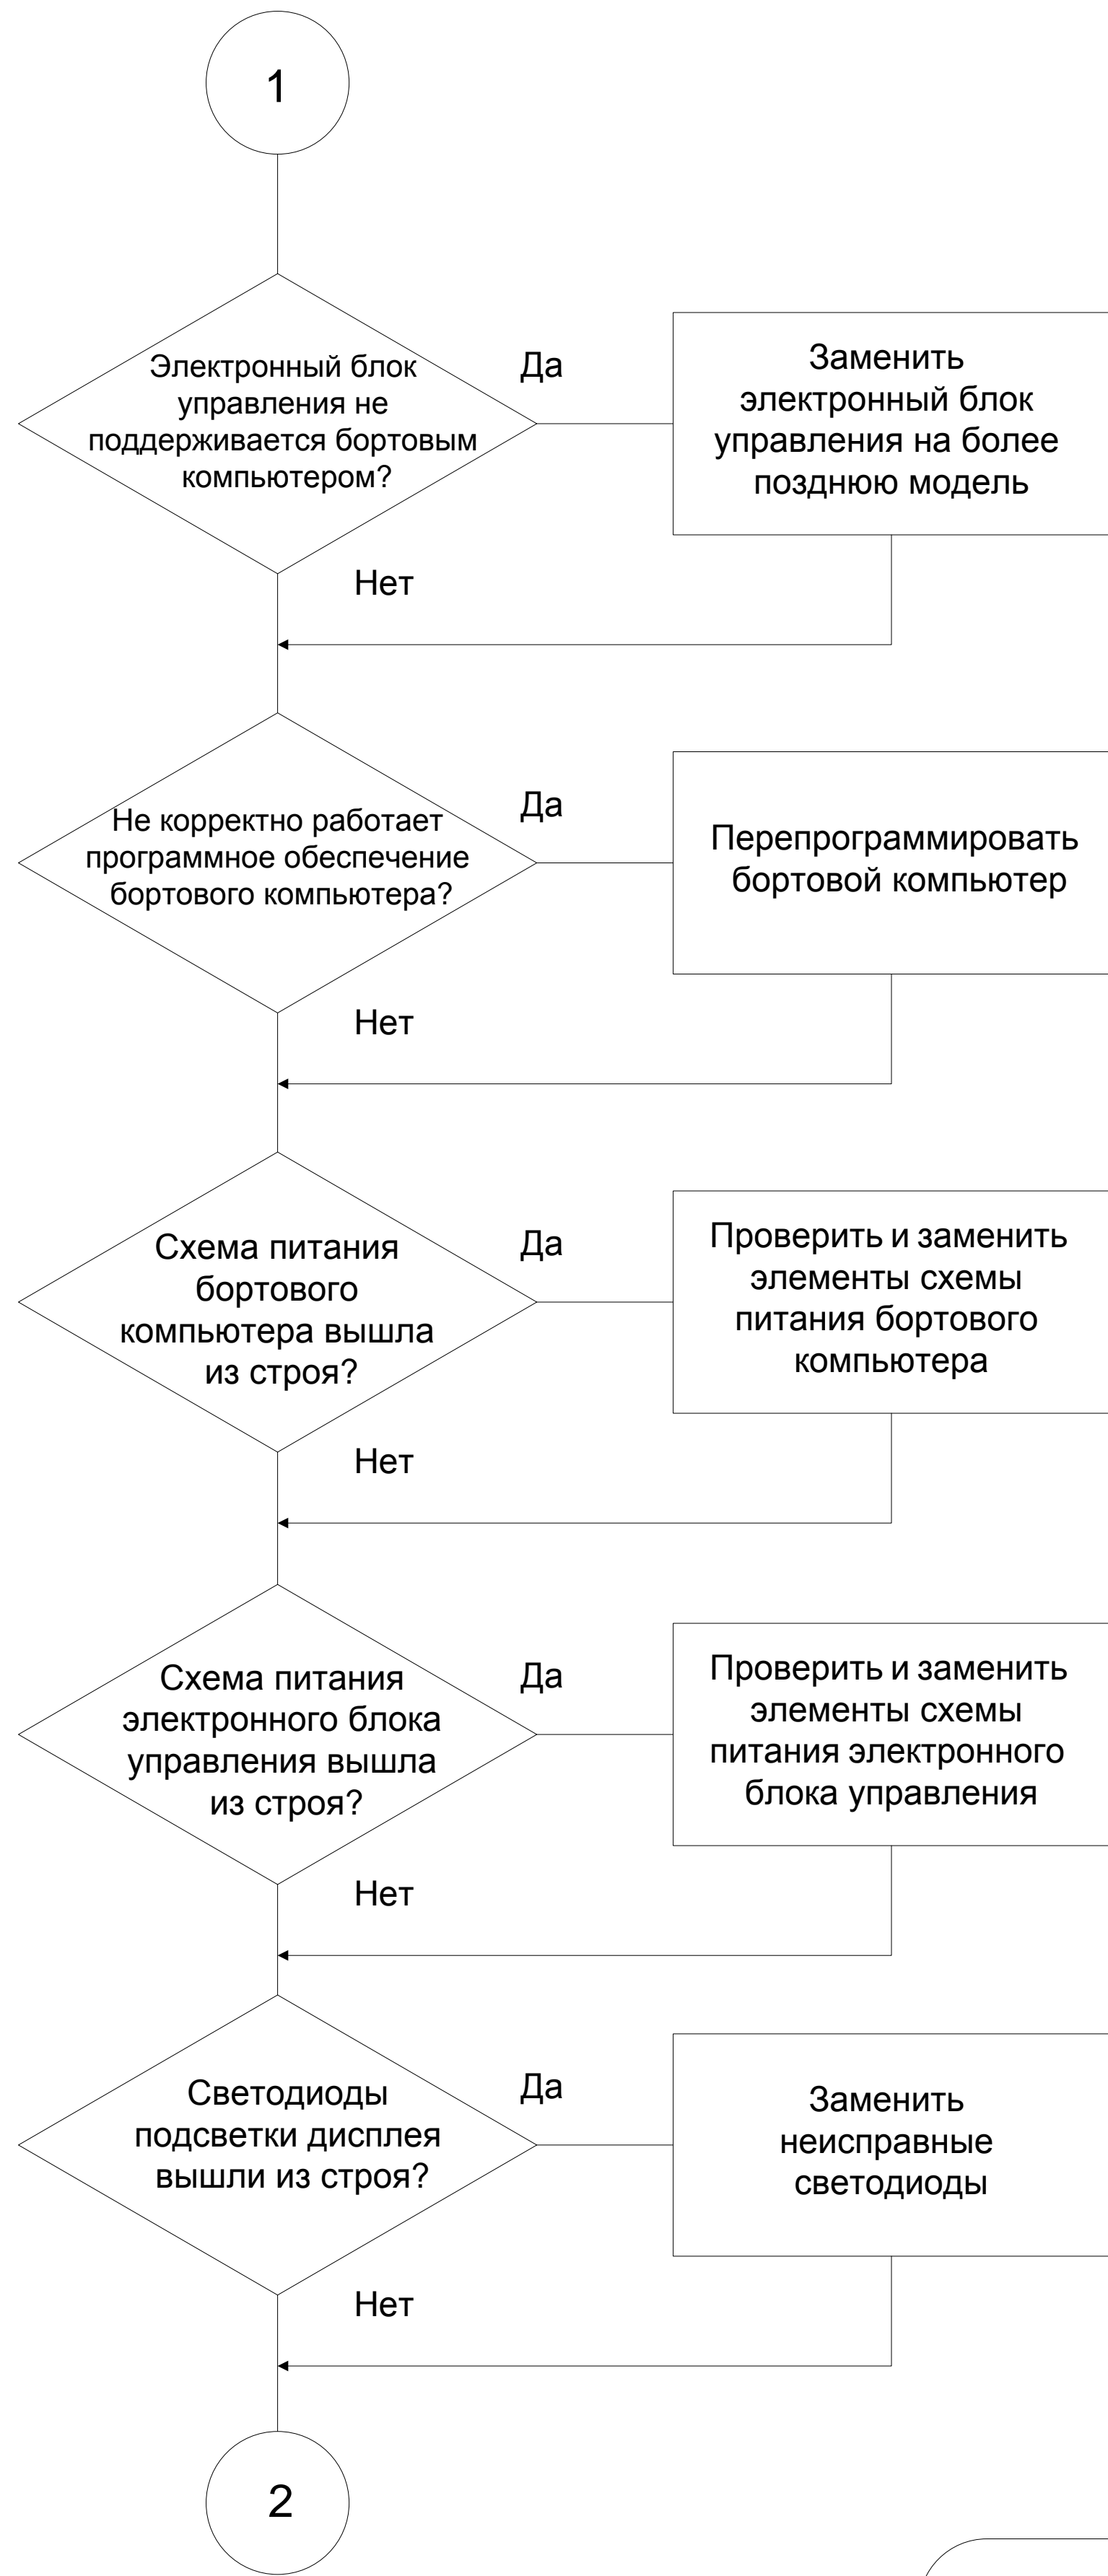 1
Электронный блок
управления не
поддерживается бортовым
компьютером?
Да
Заменить
электронный блок
управления на более
позднюю модель
Нет
Не корректно работает
программное обеспечение
бортового компьютера?
Да
Перепрограммировать
бортовой компьютер
Нет
Схема питания
бортового
компьютера вышла
из строя?
Да
Проверить и заменить
элементы схемы
питания бортового
компьютера
Нет
Схема питания
электронного блока
управления вышла
из строя?
Да
Проверить и заменить
элементы схемы
питания электронного
блока управления
Нет
Светодиоды
подсветки дисплея
вышли из строя?
Да
Заменить
неисправные
светодиоды
Нет
2